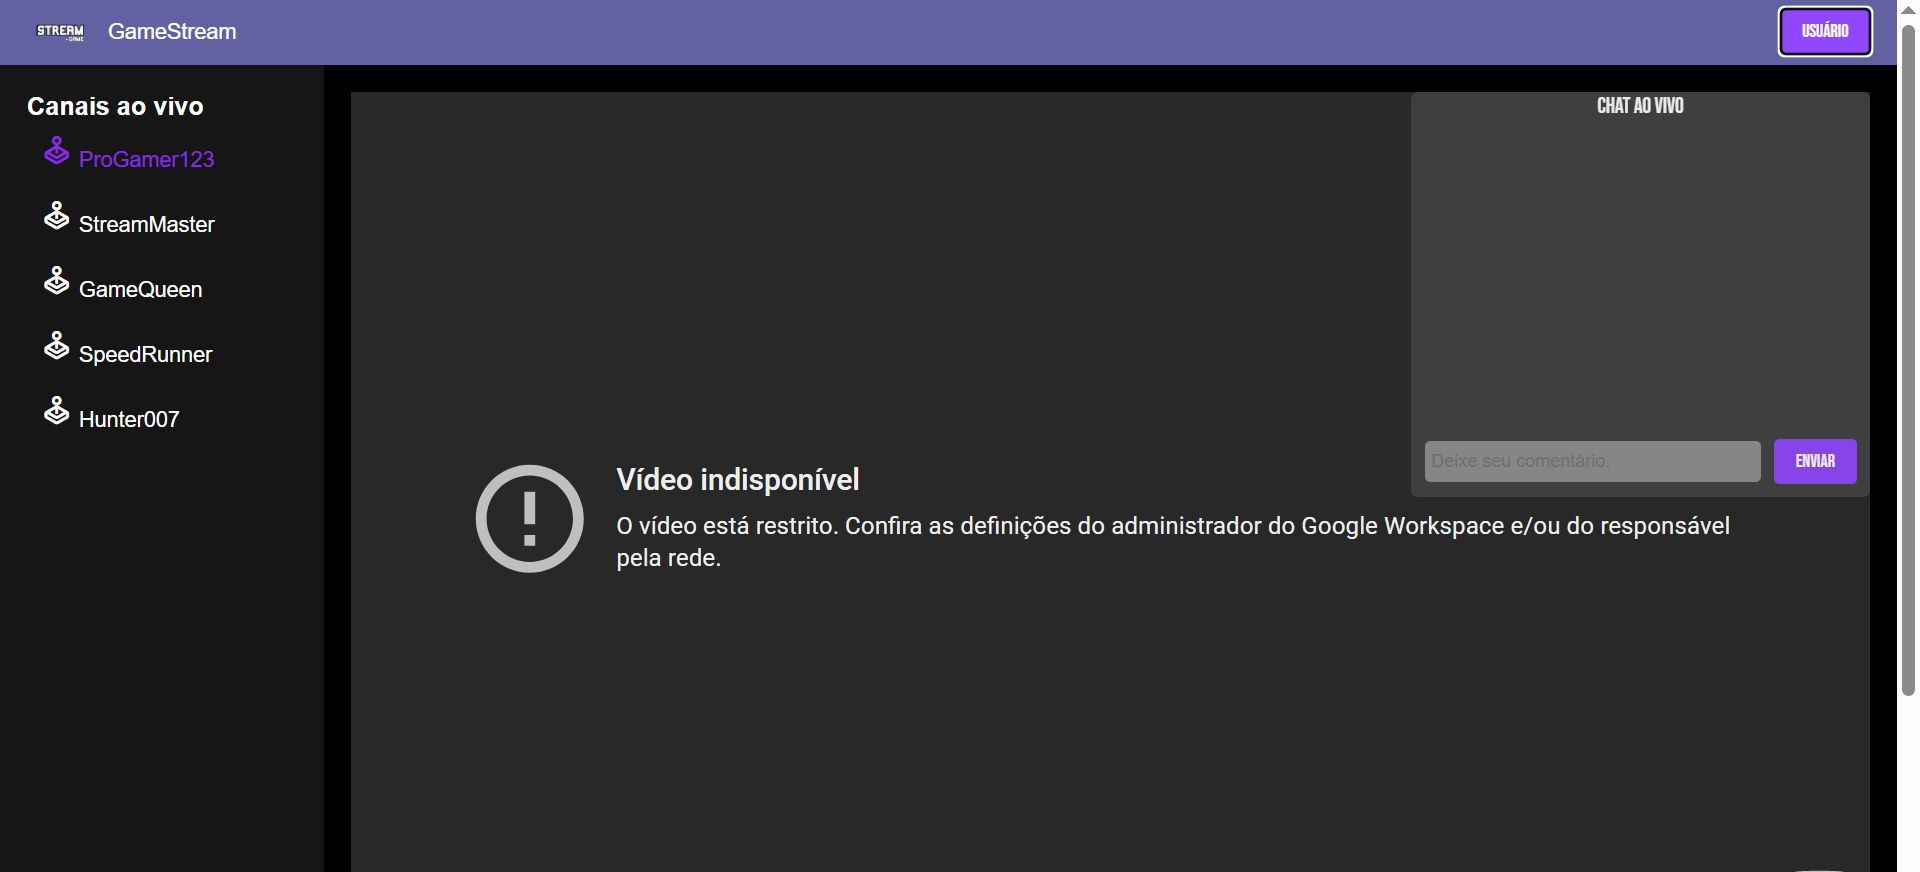 STREAM
-GAME
GameStream
USUÁRIO
Canais ao vivo
ProGamer123
StreamMaster
GameQueen
SpeedRunner
Hunter007
CHAT AO VIVO
Deixe seu comentário.
ENVIAR
Vídeo indisponível
O vídeo está restrito. Confira as definições do administrador do Google Workspace e/ou do responsável
pela rede.